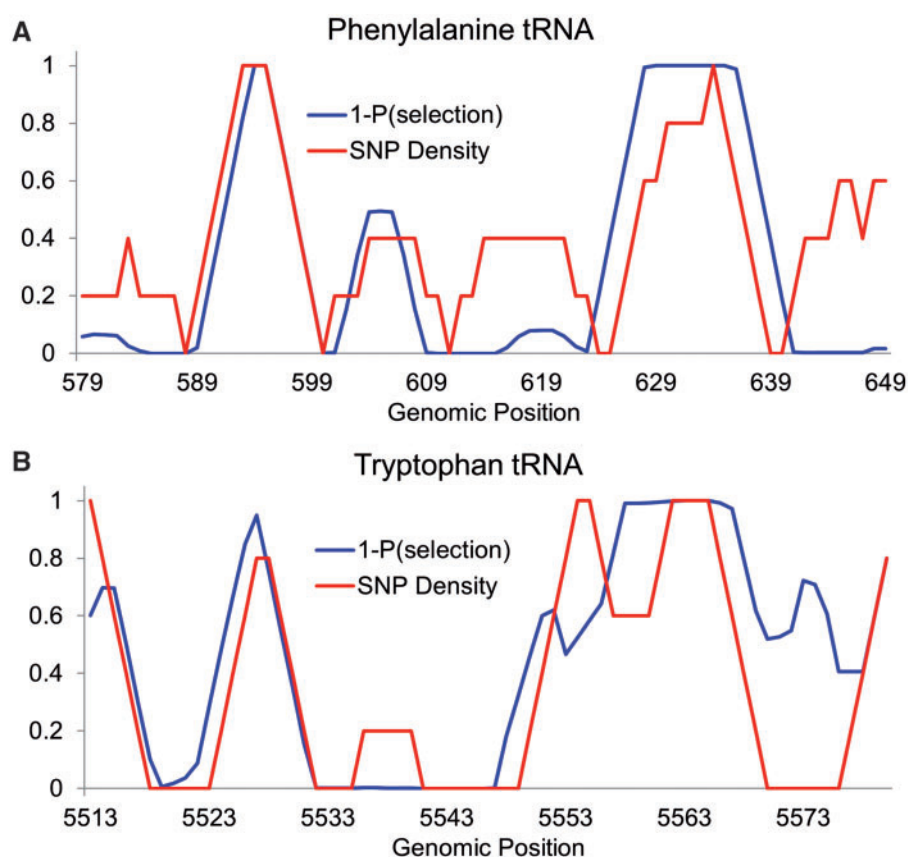 A
Phenylalanine tRNA
1
0.8
0.6
0.4
0.2
0
1-P(selection)
SNP Density
579 589 599 609 619 629 639 649
Genomic Position
B
Tryptophan tRNA
1
0.8
0.6
0.4
0.2
0
1-P(selection)
SNP Density
5513 5523 5533 5543 5553 5563 5573
Genomic Position